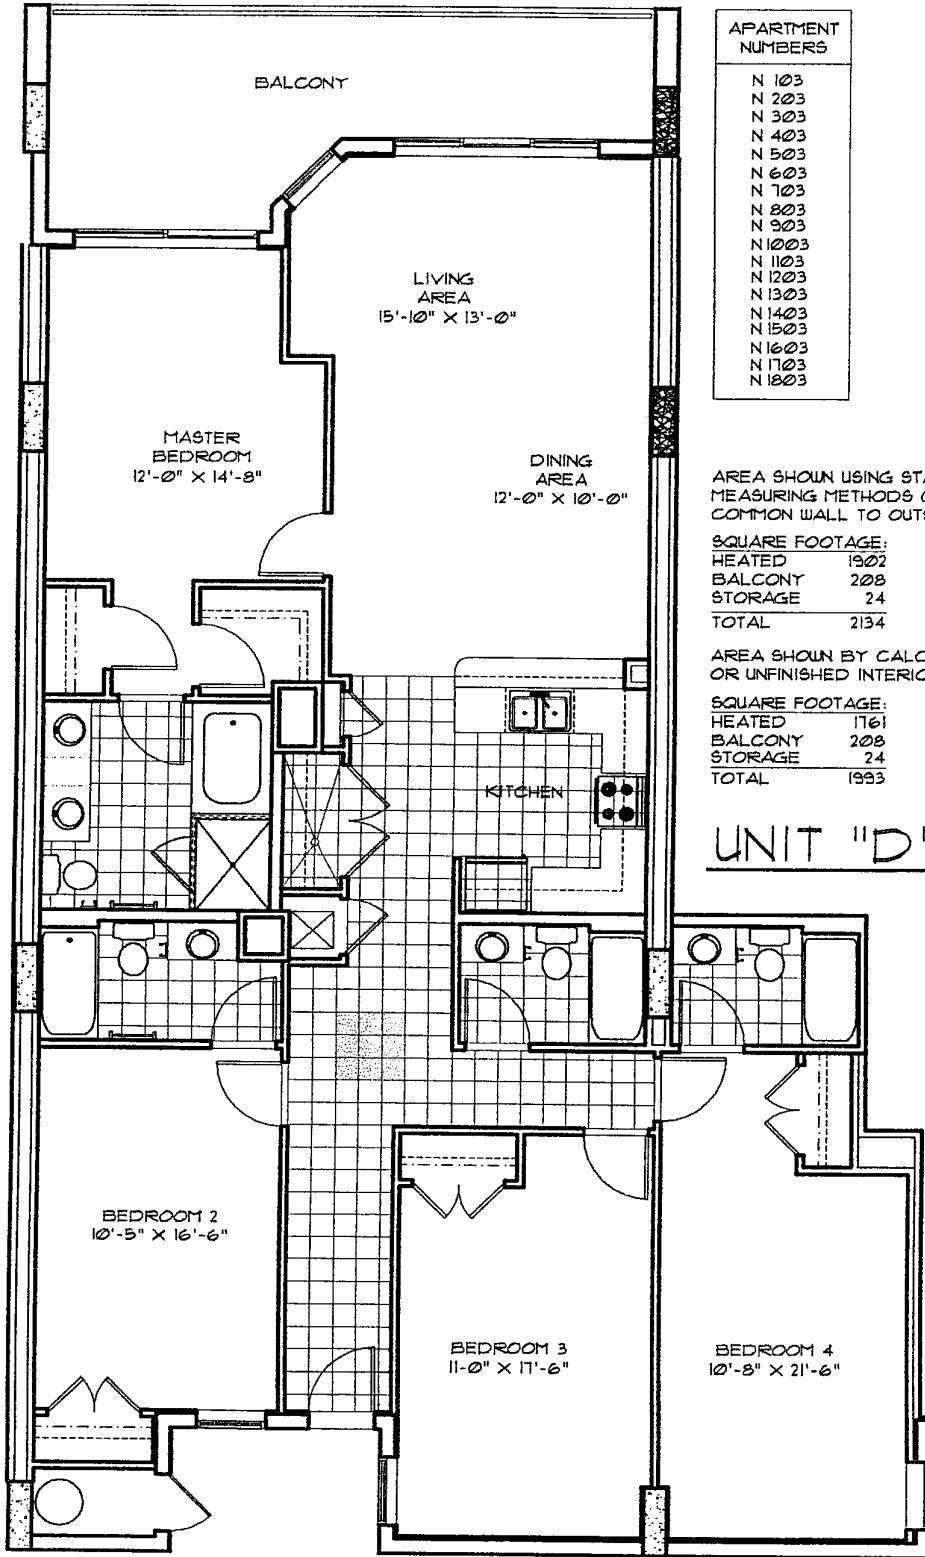 BALCONY
LIVING
AREA
15'-10" X 13'-0"
MASTER
BEDROOM
12'-0" X 14'-8"
DINING
AREA
12'-0" X 10'-0"
KITCHEN
BEDROOM 2
10'-5" X 16'-6"
BEDROOM 3
11-0" X 17'-6"
BEDROOM 4
10'-8" X 21'-6"
APARTMENT
NUMBERS
N 103
N 203
N 303
N 403
N 503
N 603
N 703
N 803
N 903
N 1003
N 1103
N 1203
N 1303
N 1403
N 1503
N 1603
N 1703
N 1803
AREA SHOWN USING
MEASURING METHODS
COMMON WALL TO
SQUARE FOOTAGE:
HEATED 1902
BALCONY 208
STORAGE 24
TOTAL 2134
AREA SHOWN BY
OR UNFINISHED
SQUARE FOOTAGE:
HEATED 1761
BALCONY 208
STORAGE 24
TOTAL 1993
UNIT "D"